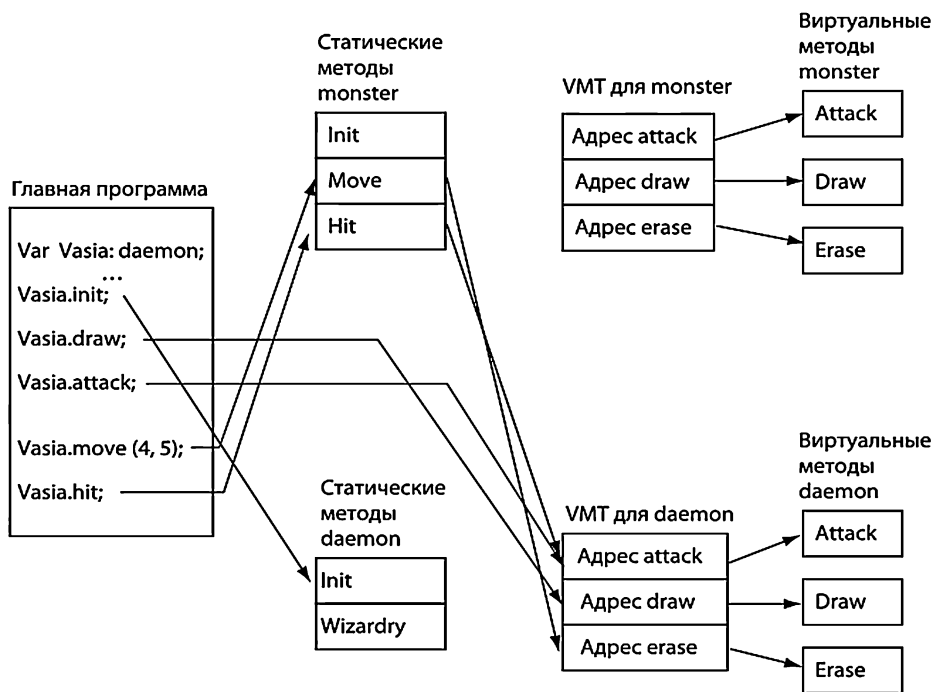 Главная программа
Var Vasia: daemon;
...
Vasia.init;
Vasia.draw;
Vasia.attack;
Vasia.move (4, 5);
Vasia.hit;
Статические
методы
monster
Init
Move
Hit
Статические
методы
daemon
Init
Wizardry
VMT для monster
Адрес attack
Адрес draw
Адрес erase
Виртуальные
методы
monster
Attack
Draw
Erase
VMT для daemon
Адрес attack
Адрес draw
Адрес erase
Виртуальные
методы
daemon
Attack
Draw
Erase